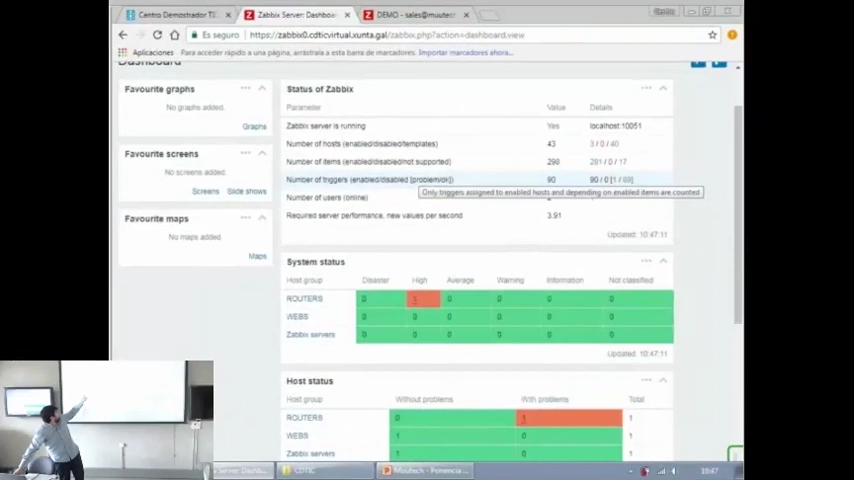 Centro Demostrador TI
Zabbix Server: Dashboa
DEMO - sales@muutech
Es seguro
https://zabbix0.cdticvirtual.xunta.gal/zabbix.php?action=dashboard.view
Aplicaciones
Para acceder rápido a una página, arrástrala a esta barra de marcadores.
Importar marcadores ahora...
Dashboard
Favourite graphs
No graphs added.
Graphs
Favourite screens
No screens added.
Screens
Slide shows
Favourite maps
No maps added.
Maps
Status of Zabbix
Parameter Value Details
Zabbix server is running Yes localhost:10051
Number of hosts (enabled/disabled/templates) 43 3 / 0 / 40
Number of items (enabled/disabled/not supported) 298 281 / 0 / 17
Number of triggers (enabled/disabled [problem/ok]) 90 90 / 0 [1 / 89]
Only triggers assigned to enabled hosts and depending on enabled items are counted
Number of users (online)
Required server performance, new values per second 3.91
Updated: 10:47:11
System status
Host group Disaster High Average Warning Information Not classified
ROUTERS 0 1 0 0 0 0
WEBS 0 0 0 0 0 0
Zabbix servers 0 0 0 0 0 0
Updated: 10:47:11
Host status
Host group Without problems With problems Total
ROUTERS 0 1 1
WEBS 1 0 1
Zabbix servers 1 0 1
Server: Dashb...
CDTIC
Muutech - Ponencia ...
10:47